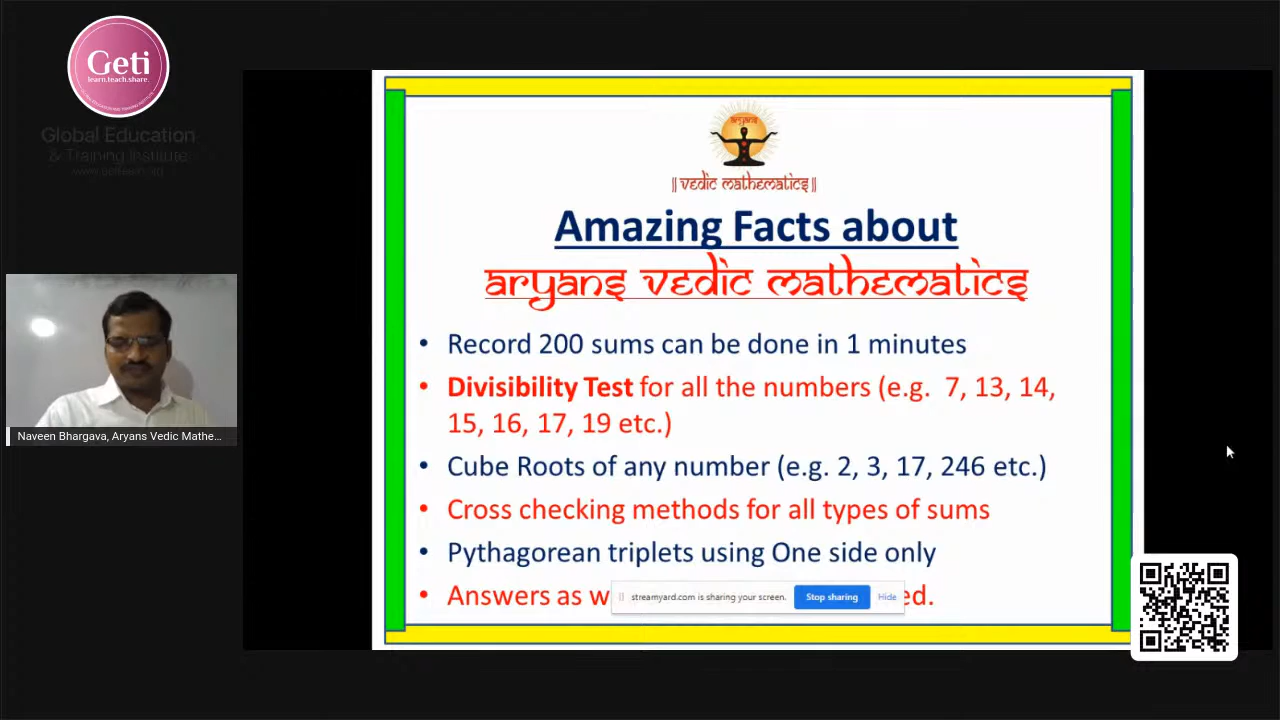 Geti
learn.teach.share.
Global Education
& Training Institute
aryans
|| vedic mathematics ||
Amazing Facts about
aryans vedic mathematics
• Record 200 sums can be done in 1 minutes
• Divisibility Test for all the numbers (e.g. 7, 13, 14,
15, 16, 17, 19 etc.)
• Cube Roots of any number (e.g. 2, 3, 17, 246 etc.)
• Cross checking methods for all types of sums
• Pythagorean triplets using One side only
• Answers as w ed.
streamyard.com is sharing your screen. Stop sharing Hide
Naveen Bhargava, Aryans Vedic Mathe...